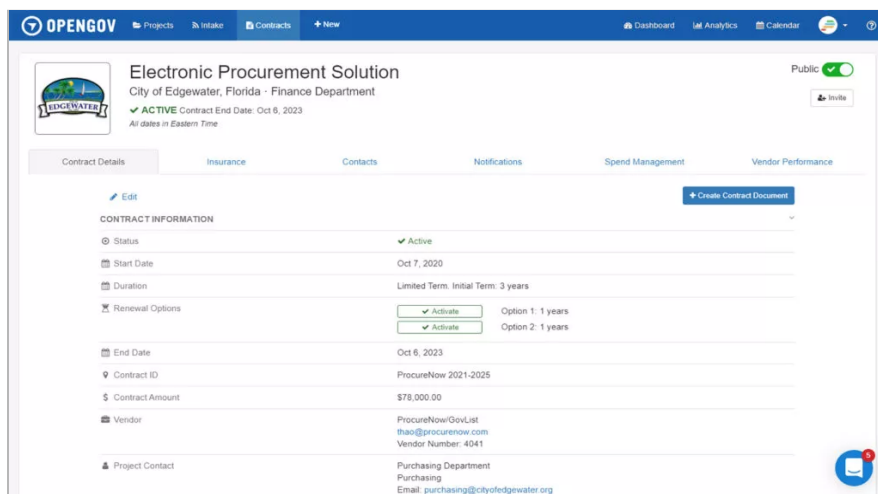 OPENGOV Projects Intake Contracts + New Dashboard Analytics Calendar
EDGEWATER
Electronic Procurement Solution
Public
City of Edgewater, Florida · Finance Department
ACTIVE Contract End Date: Oct 6, 2023
Invite
All dates in Eastern Time
Contract Details Insurance Contacts Notifications Spend Management Vendor Performance
Edit
+ Create Contract Document
CONTRACT INFORMATION
Status Active
Start Date Oct 7, 2020
Duration Limited Term. Initial Term: 3 years
Renewal Options Activate Option 1: 1 years
Activate Option 2: 1 years
End Date Oct 6, 2023
Contract ID ProcureNow 2021-2025
$ Contract Amount $78,000.00
Vendor ProcureNow/GovList
thao@procurenow.com
Vendor Number: 4041
5
Project Contact Purchasing Department
Purchasing
Email: purchasing@cityofedgewater.org